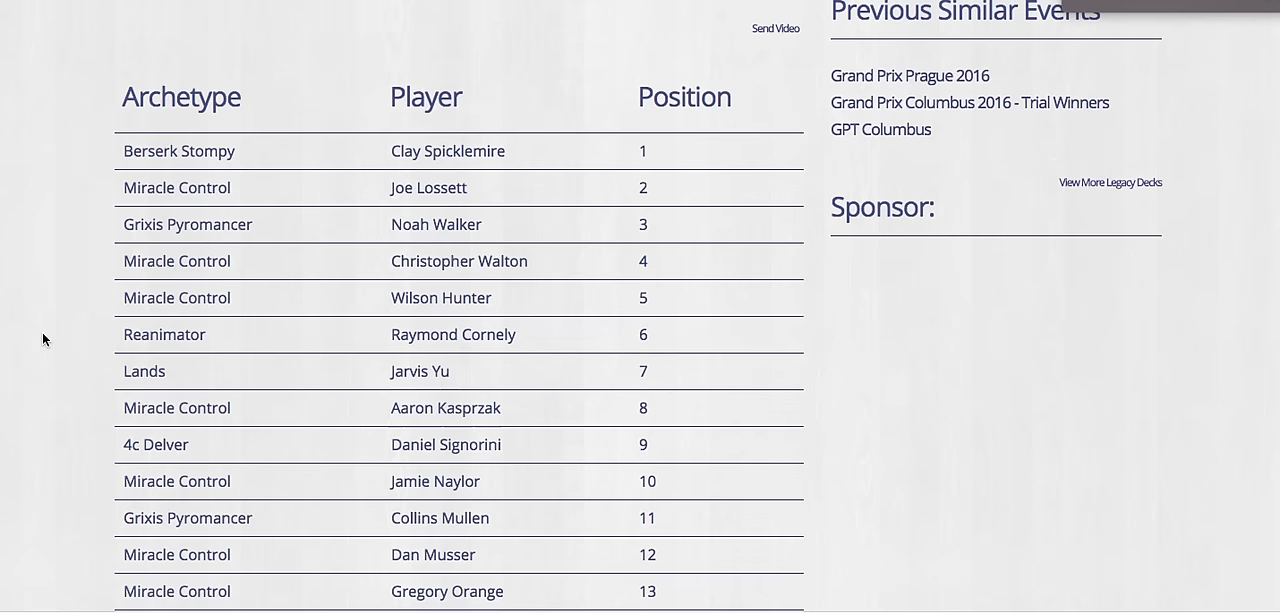 Send Video
Archetype Player Position
Berserk Stompy Clay Spicklemire 1
Miracle Control Joe Lossett 2
Grixis Pyromancer Noah Walker 3
Miracle Control Christopher Walton 4
Miracle Control Wilson Hunter 5
Reanimator Raymond Cornely 6
Lands Jarvis Yu 7
Miracle Control Aaron Kasprzak 8
4c Delver Daniel Signorini 9
Miracle Control Jamie Naylor 10
Grixis Pyromancer Collins Mullen 11
Miracle Control Dan Musser 12
Miracle Control Gregory Orange 13
Previous Similar Events
Grand Prix Prague 2016
Grand Prix Columbus 2016 - Trial Winners
GPT Columbus
View More Legacy Decks
Sponsor: